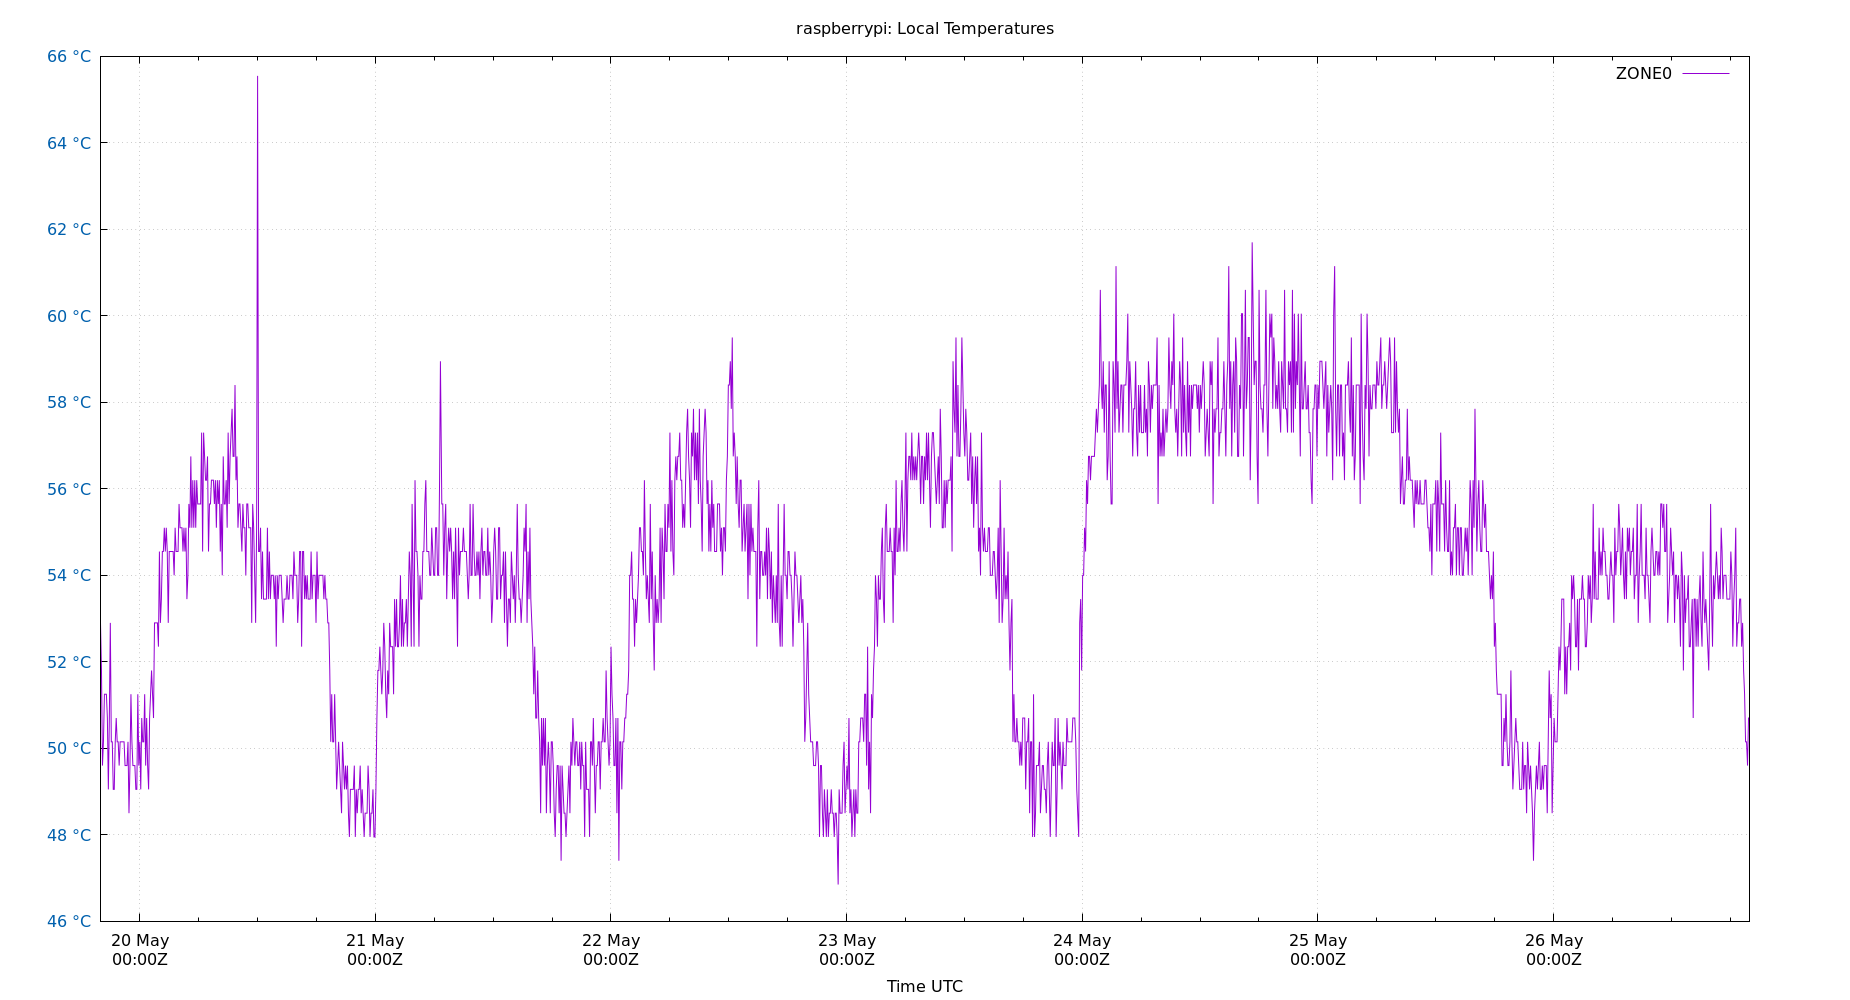 raspberrypi: Local Temperatures
66 °C
ZONE0
64 °C
62 °C
60 °C
58 °C
56 °C
54 °C
52 °C
50 °C
48 °C
46 °C
20 May 21 May 22 May 23 May 24 May 25 May 26 May
00:00Z 00:00Z 00:00Z 00:00Z 00:00Z 00:00Z 00:00Z
Time UTC